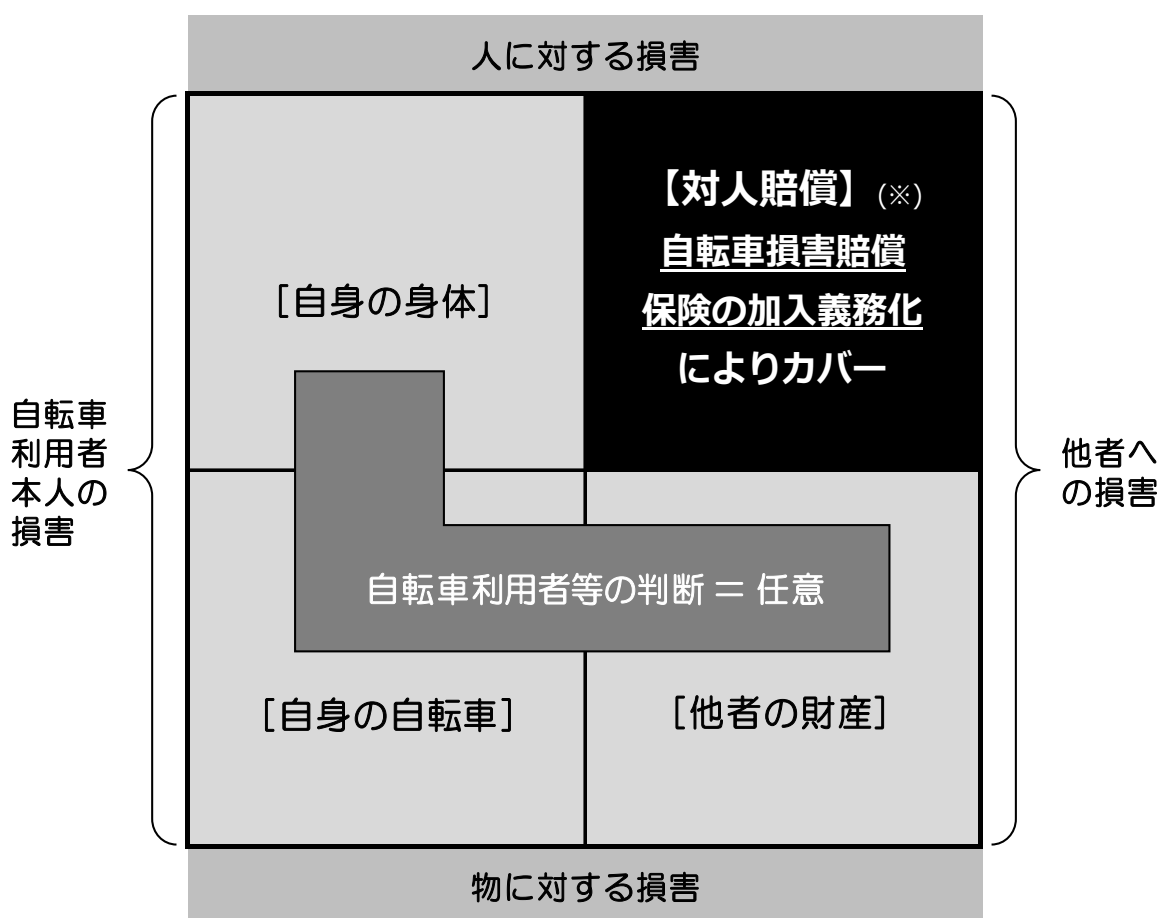 人に対する損害
【対人賠償】(※)
自転車損害賠償
保険の加入義務化
によりカバー
[自身の身体]
自転車
利用者
本人の
損害
他者へ
の損害
自転車利用者等の判断 = 任意
[自身の自転車]
[他者の財産]
物に対する損害